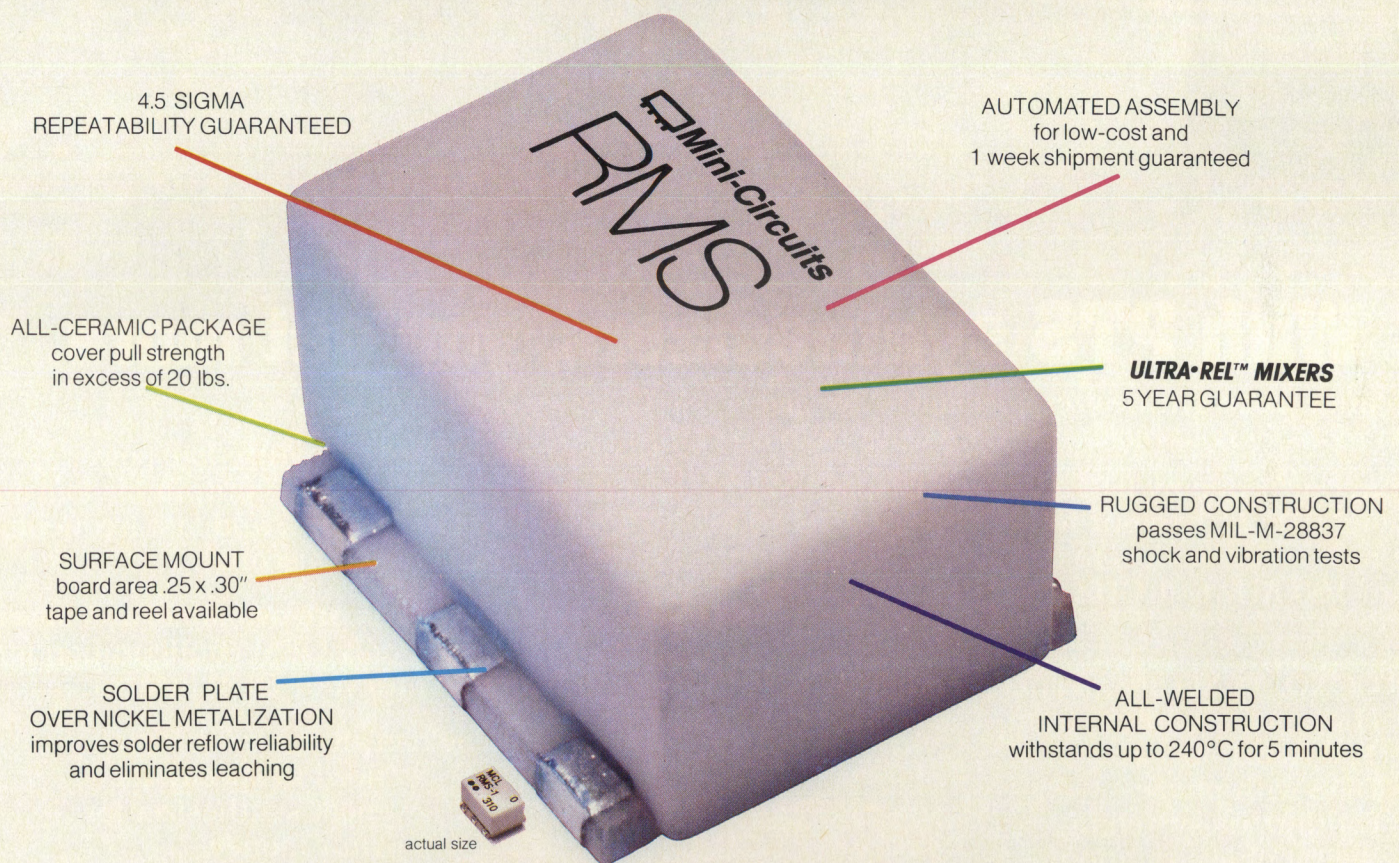 4.5 SIGMA
REPEATABILITY GUARANTEED
AUTOMATED ASSEMBLY
for low-cost and
1 week shipment guaranteed
Mini-Circuits
RMS
ALL-CERAMIC PACKAGE
cover pull strength
in excess of 20 lbs.
ULTRA•REL™ MIXERS
5 YEAR GUARANTEE
RUGGED CONSTRUCTION
passes MIL-M-28837
shock and vibration tests
SURFACE MOUNT
board area .25 x .30"
tape and reel available
SOLDER PLATE
OVER NICKEL METALIZATION
improves solder reflow reliability
and eliminates leaching
ALL-WELDED
INTERNAL CONSTRUCTION
withstands up to 240°C for 5 minutes
MCL 0
RMS-1
●● 310
actual size